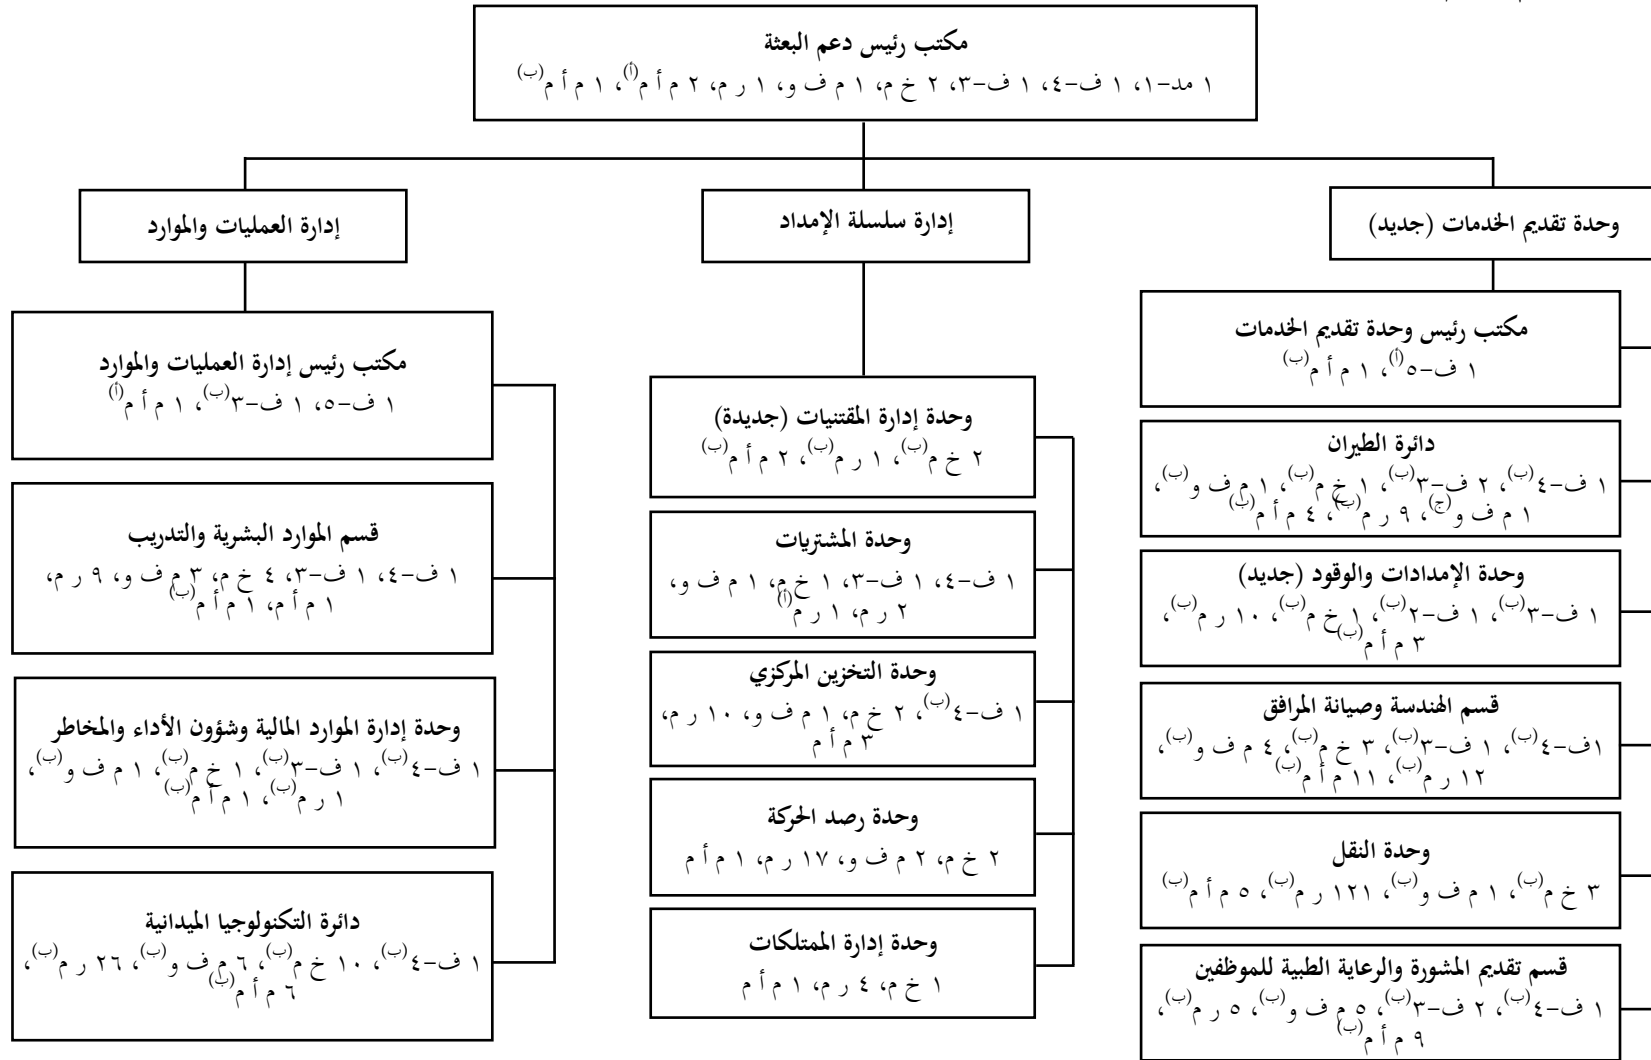 مكتب رئيس دعم البعثة
١ مد-١، ١ ف-٤، ١ ف-٣، ٢ خ م، ١ م ف و، ١ ر م، ٢ م أ م(أ)، ١ م أ م(ب)
وحدة تقديم الخدمات (جديد)
مكتب رئيس وحدة تقديم الخدمات
١ ف-٥(أ)، ١ م أ م(ب)
دائرة الطيران
١ ف-٤(ب)، ٢ ف-٣(ب)، ١ خ م(ب)، ١ م ف و(ب)،
١ م ف و(ج)، ٩ ر م(ب)، ٤ م أ م(ب)
وحدة الإمدادات والوقود (جديد)
١ ف-٣(ب)، ١ ف-٢(ب)، ١ خ م(ب)، ١٠ ر م(ب)،
٣ م أ م(ب)
قسم الهندسة وصيانة المرافق
١ف-٤(ب)، ١ ف-٣(ب)، ٣ خ م(ب)، ٤ م ف و(ب)،
١٢ ر م(ب)، ١١ م أ م(ب)
وحدة النقل
٣ خ م(ب)، ١ م ف و(ب)، ١٢١ ر م(ب)، ٥ م أ م(ب)
قسم تقديم المشورة والرعاية الطبية للموظفين
١ ف-٤(ب)، ٢ ف-٣(ب)، ٥ م ف و(ب)، ٥ ر م(ب)،
٩ م أ م(ب)
إدارة سلسلة الإمداد
وحدة إدارة المقتنيات (جديدة)
٢ خ م(ب)، ١ ر م(ب)، ٢ م أ م(ب)
وحدة المشتريات
١ ف-٤، ١ ف-٣، ١ خ م، ١ م ف و،
٢ ر م، ١ ر م(أ)
وحدة التخزين المركزي
١ ف-٤(ب)، ٢ خ م، ١ م ف و، ١٠ ر م،
٣ م أ م
وحدة رصد الحركة
٢ خ م، ٢ م ف و، ١٧ ر م، ١ م أ م
وحدة إدارة الممتلكات
١ خ م، ٤ ر م، ١ م أ م
إدارة العمليات والموارد
مكتب رئيس إدارة العمليات والموارد
١ ف-٥، ١ ف-٣(ب)، ١ م أ م(أ)
قسم الموارد البشرية والتدريب
١ ف-٤، ١ ف-٣، ٤ خ م، ٣ م ف و، ٩ ر م،
١ م أ م، ١ م أ م(ب)
وحدة إدارة الموارد المالية وشؤون الأداء والمخاطر
١ ف-٤(ب)، ١ ف-٣(ب)، ١ خ م(ب)، ١ م ف و(ب)،
١ ر م(ب)، ١ م أ م(ب)
دائرة التكنولوجيا الميدانية
١ ف-٤(ب)، ١٠ خ م(ب)، ٦ م ف و(ب)، ٢٦ ر م(ب)،
٦ م أ م(ب)